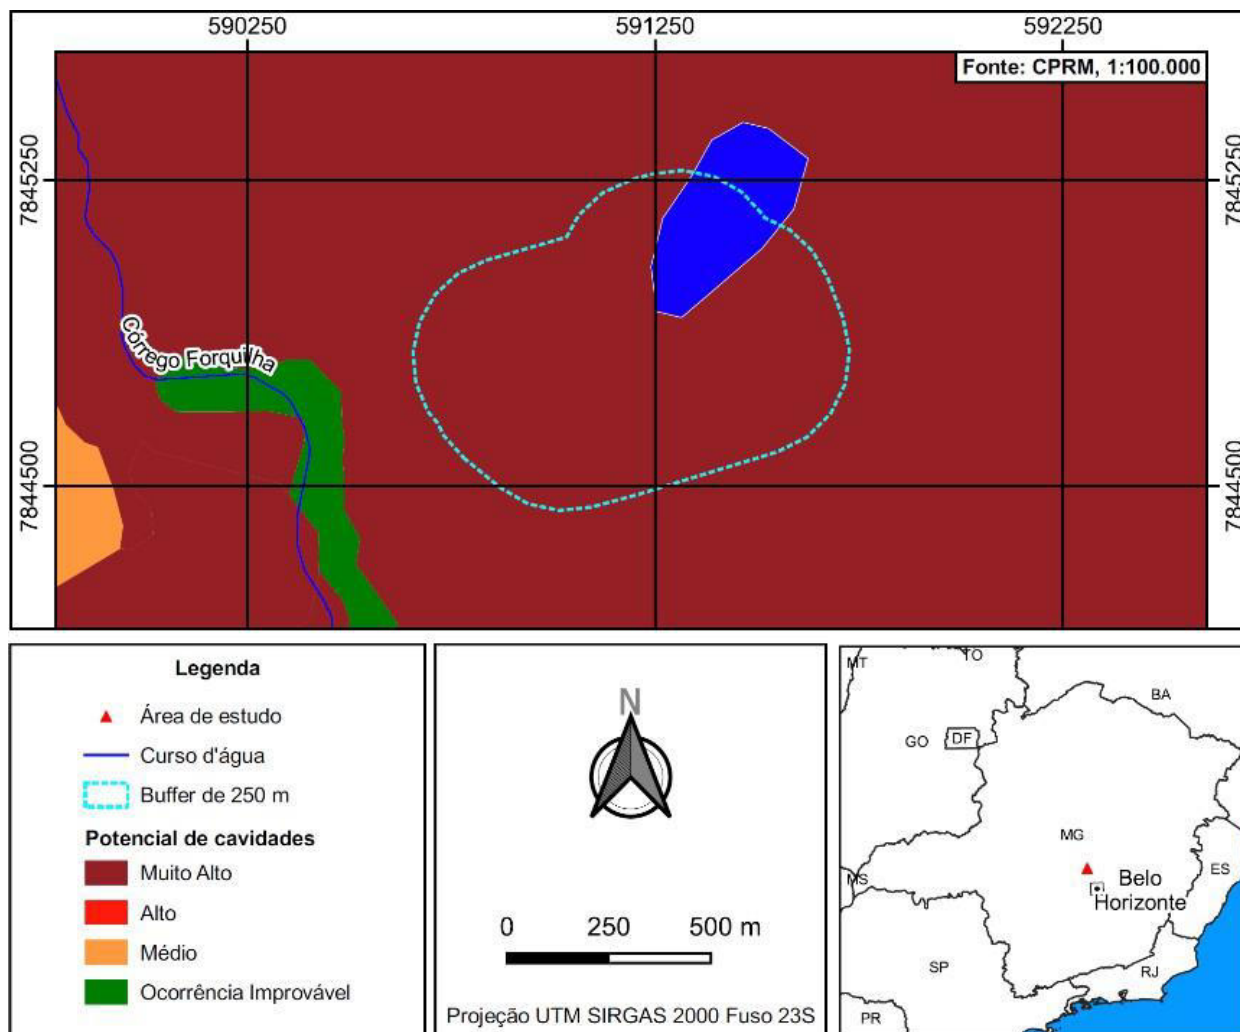 590250
591250
592250
Fonte: CPRM, 1:100.000
7845250
7845250
Córrego Forquilha
7844500
7844500
Legenda
Área de estudo
Curso d'água
Buffer de 250 m
Potencial de cavidades
Muito Alto
Alto
Médio
Ocorrência Improvável
N
0 250 500 m
Projeção UTM SIRGAS 2000 Fuso 23S
MT
TO
BA
GO
DF
MG
ES
MS
Belo
Horizonte
SP
RJ
PR